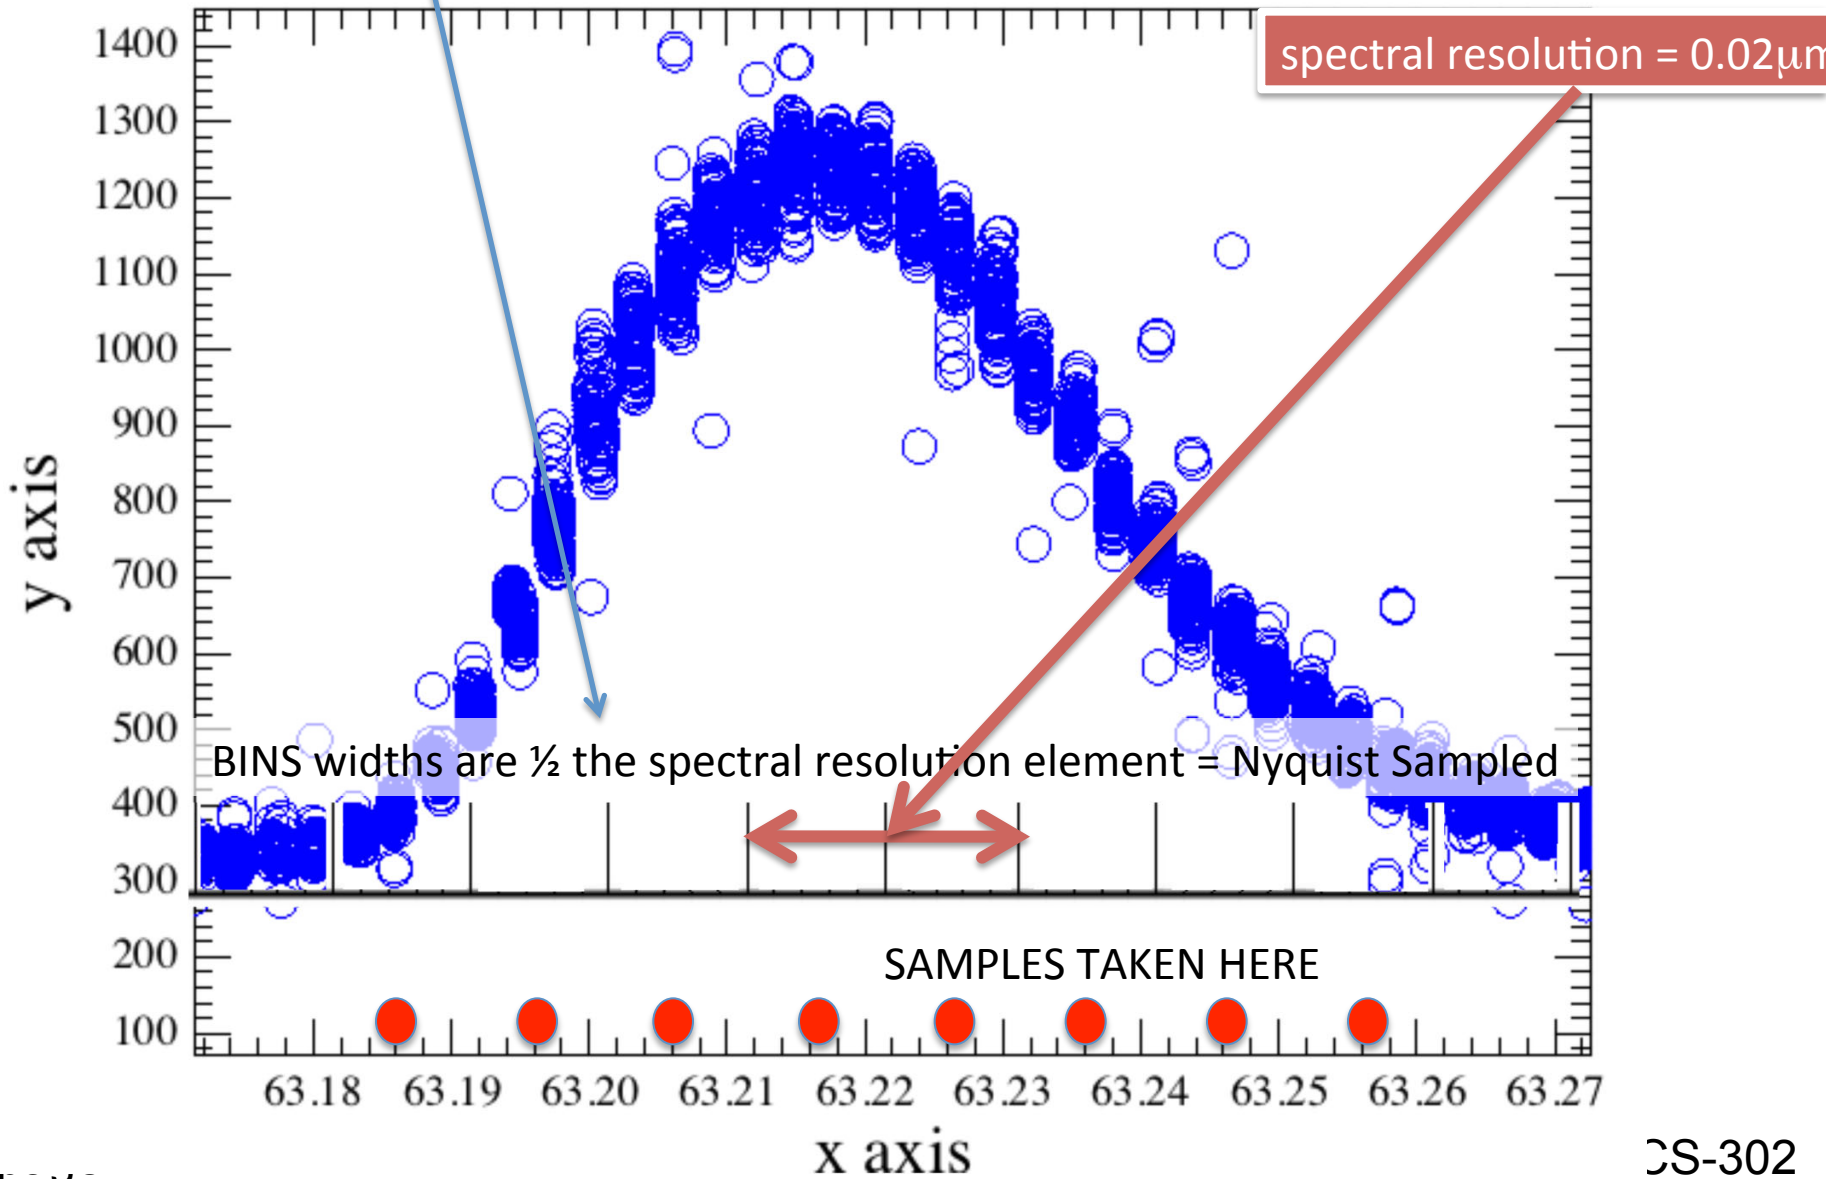 spectral resolution = 0.02μm
1400
1300
1200
1100
1000
900
800
700
600
500
400
300
200
100
y axis
BINS widths are ½ the spectral resolution element = Nyquist Sampled
SAMPLES TAKEN HERE
63.18 63.19 63.20 63.21 63.22 63.23 63.24 63.25 63.26 63.27
x axis
CS-302